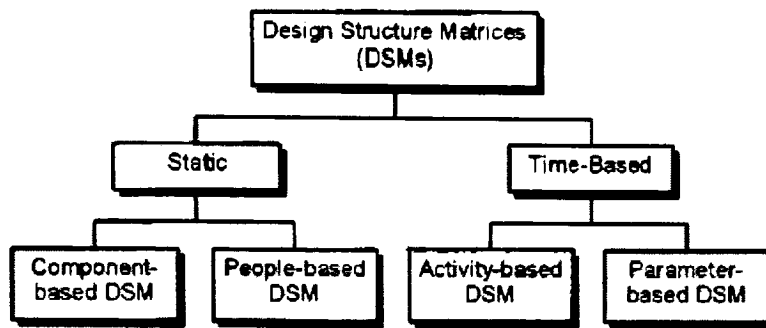 Design Structure Matrices
(DSMs)
Static
Time-Based
Component-
based DSM
People-based
DSM
Activity-based
DSM
Parameter-
based DSM